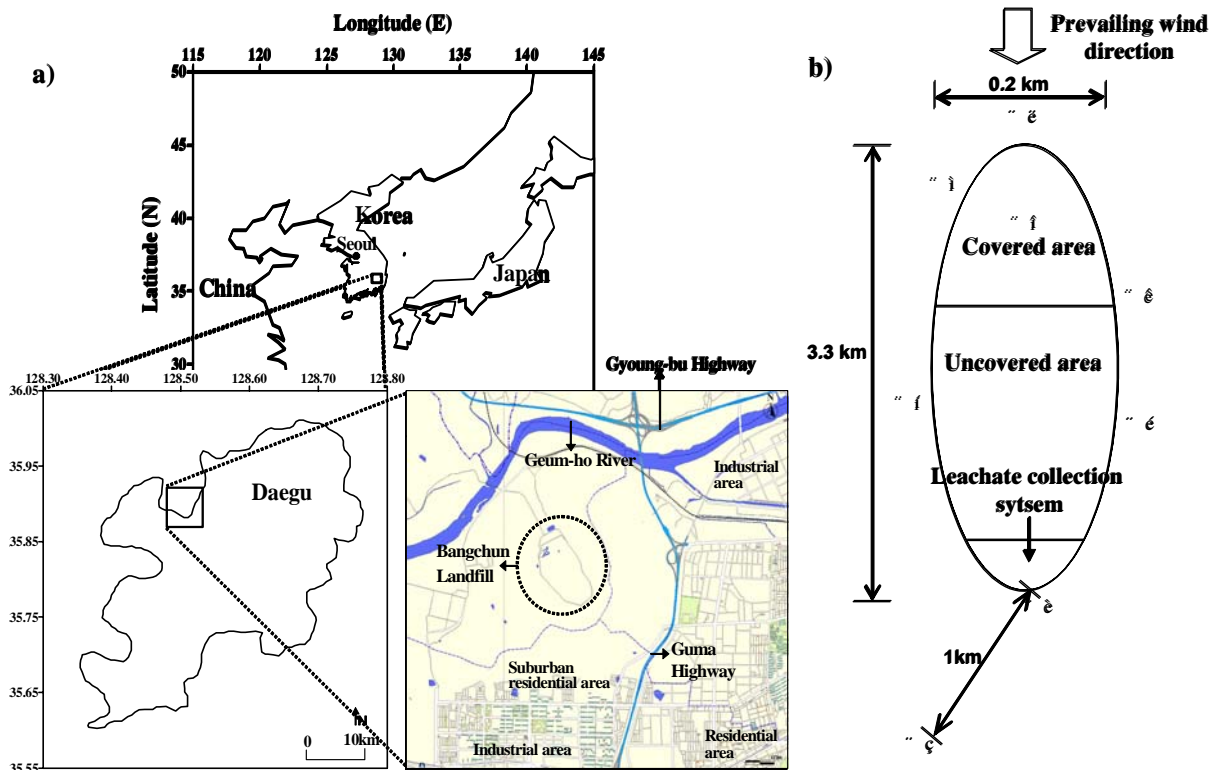 Longitude (E)
115 120 125 130 135 140 145
a)
50
45
40
35
30
Latitude (N)
Korea
Seoul
China
Japan
Gyoung-bu Highway
128.30 128.40 128.50 128.60 128.70 128.80
36.05
35.95
35.85
35.75
35.65
35.55
Daegu
N
0 10km
Geum-ho River
Industrial
area
Bangchun
Landfill
Guma
Highway
Suburban
residential area
Industrial area
Residential
area
b)
Prevailing wind
direction
0.2 km
3.3 km
Covered area
Uncovered area
Leachate collection
sytsem
1km